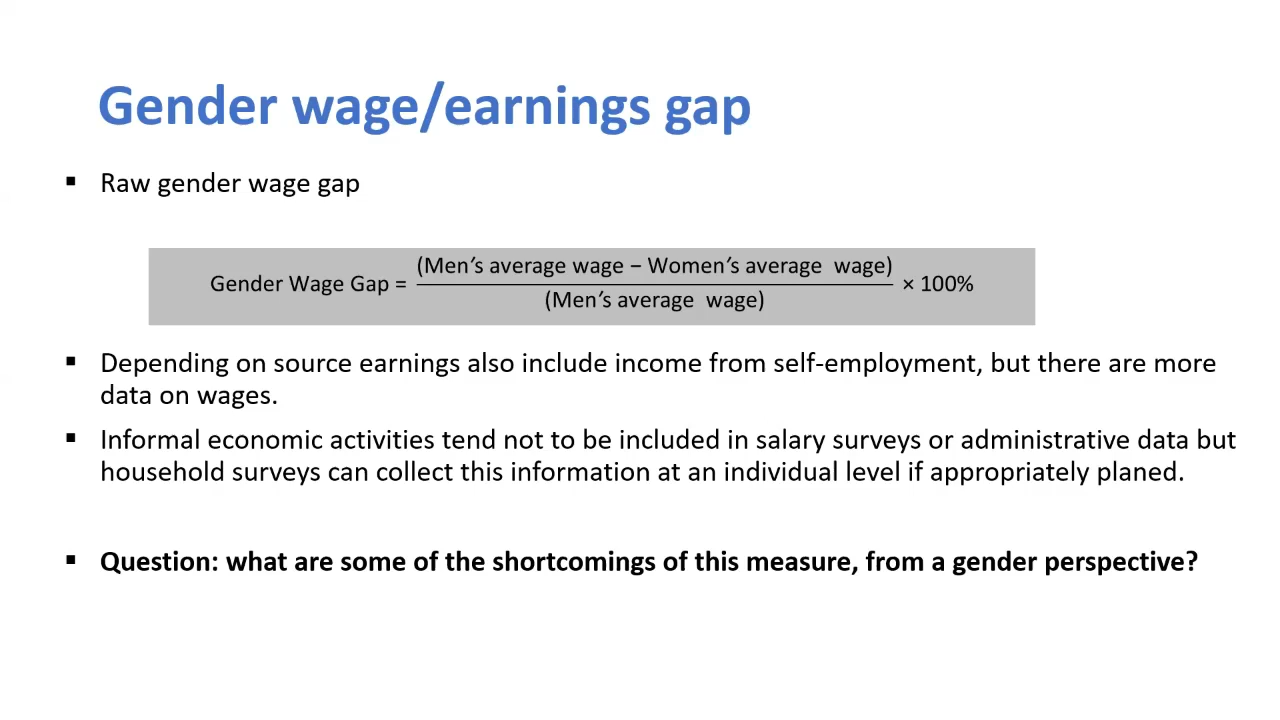 Gender wage/earnings gap
▪ Raw gender wage gap
Gender Wage Gap = (Men’s average wage − Women’s average wage) / (Men’s average wage) × 100%
▪ Depending on source earnings also include income from self-employment, but there are more
data on wages.
▪ Informal economic activities tend not to be included in salary surveys or administrative data but
household surveys can collect this information at an individual level if appropriately planed.
▪ Question: what are some of the shortcomings of this measure, from a gender perspective?